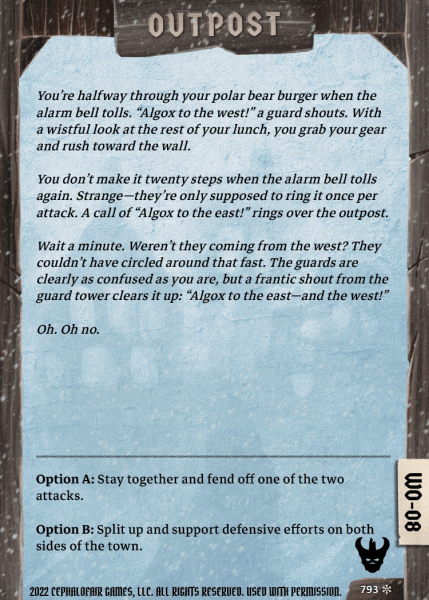 OUTPOST
You're halfway through your polar bear burger when the
alarm bell tolls. “Algox to the west!” a guard shouts. With
a wistful look at the rest of your lunch, you grab your gear
and rush toward the wall.
You don't make it twenty steps when the alarm bell tolls
again. Strange—they're only supposed to ring it once per
attack. A call of “Algox to the east!” rings over the outpost.
Wait a minute. Weren't they coming from the west? They
couldn't have circled around that fast. The guards are
clearly as confused as you are, but a frantic shout from the
guard tower clears it up: “Algox to the east—and the west!”
Oh. Oh no.
Option A: Stay together and fend off one of the two
attacks.
Option B: Split up and support defensive efforts on both
sides of the town.
WO-08
2022 CEPHALOFAIR GAMES, LLC. ALL RIGHTS RESERVED. USED WITH PERMISSION.
793